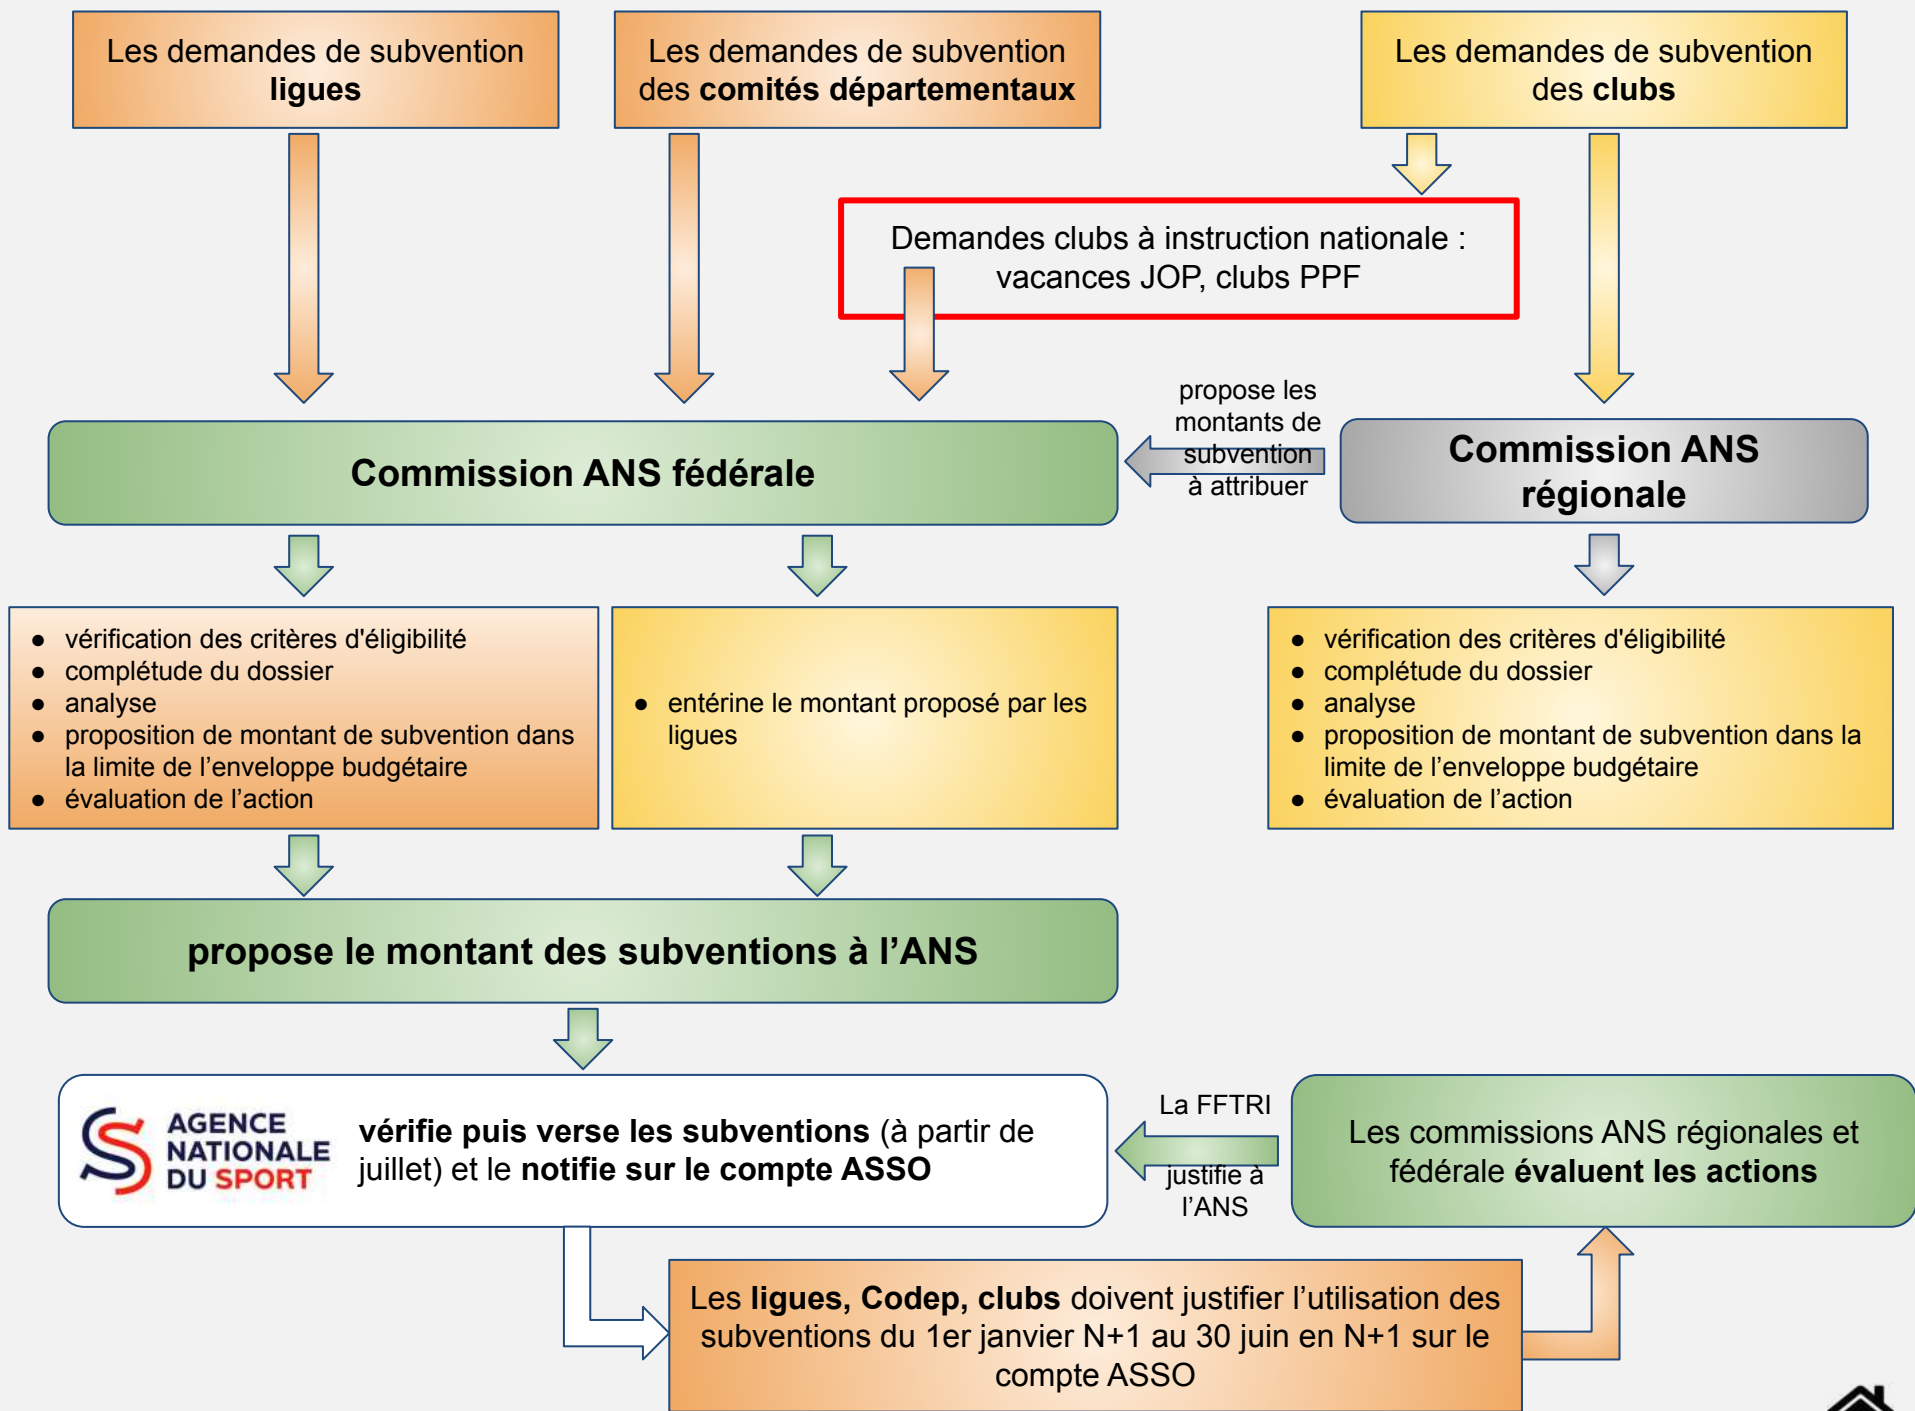 Les demandes de subvention
ligues
Les demandes de subvention
des comités départementaux
Les demandes de subvention
des clubs
Demandes clubs à instruction nationale :
vacances JOP, clubs PPF
Commission ANS fédérale
propose les
montants de
subvention
à attribuer
Commission ANS
régionale
● vérification des critères d'éligibilité
● complétude du dossier
● analyse
● proposition de montant de subvention dans
la limite de l’enveloppe budgétaire
● évaluation de l’action
● entérine le montant proposé par les
ligues
● vérification des critères d'éligibilité
● complétude du dossier
● analyse
● proposition de montant de subvention dans la
limite de l’enveloppe budgétaire
● évaluation de l’action
propose le montant des subventions à l’ANS
AGENCE
NATIONALE
DU SPORT
vérifie puis verse les subventions (à partir de
juillet) et le notifie sur le compte ASSO
La FFTRI
justifie à
l’ANS
Les commissions ANS régionales et
fédérale évaluent les actions
Les ligues, Codep, clubs doivent justifier l’utilisation des
subventions du 1er janvier N+1 au 30 juin en N+1 sur le
compte ASSO